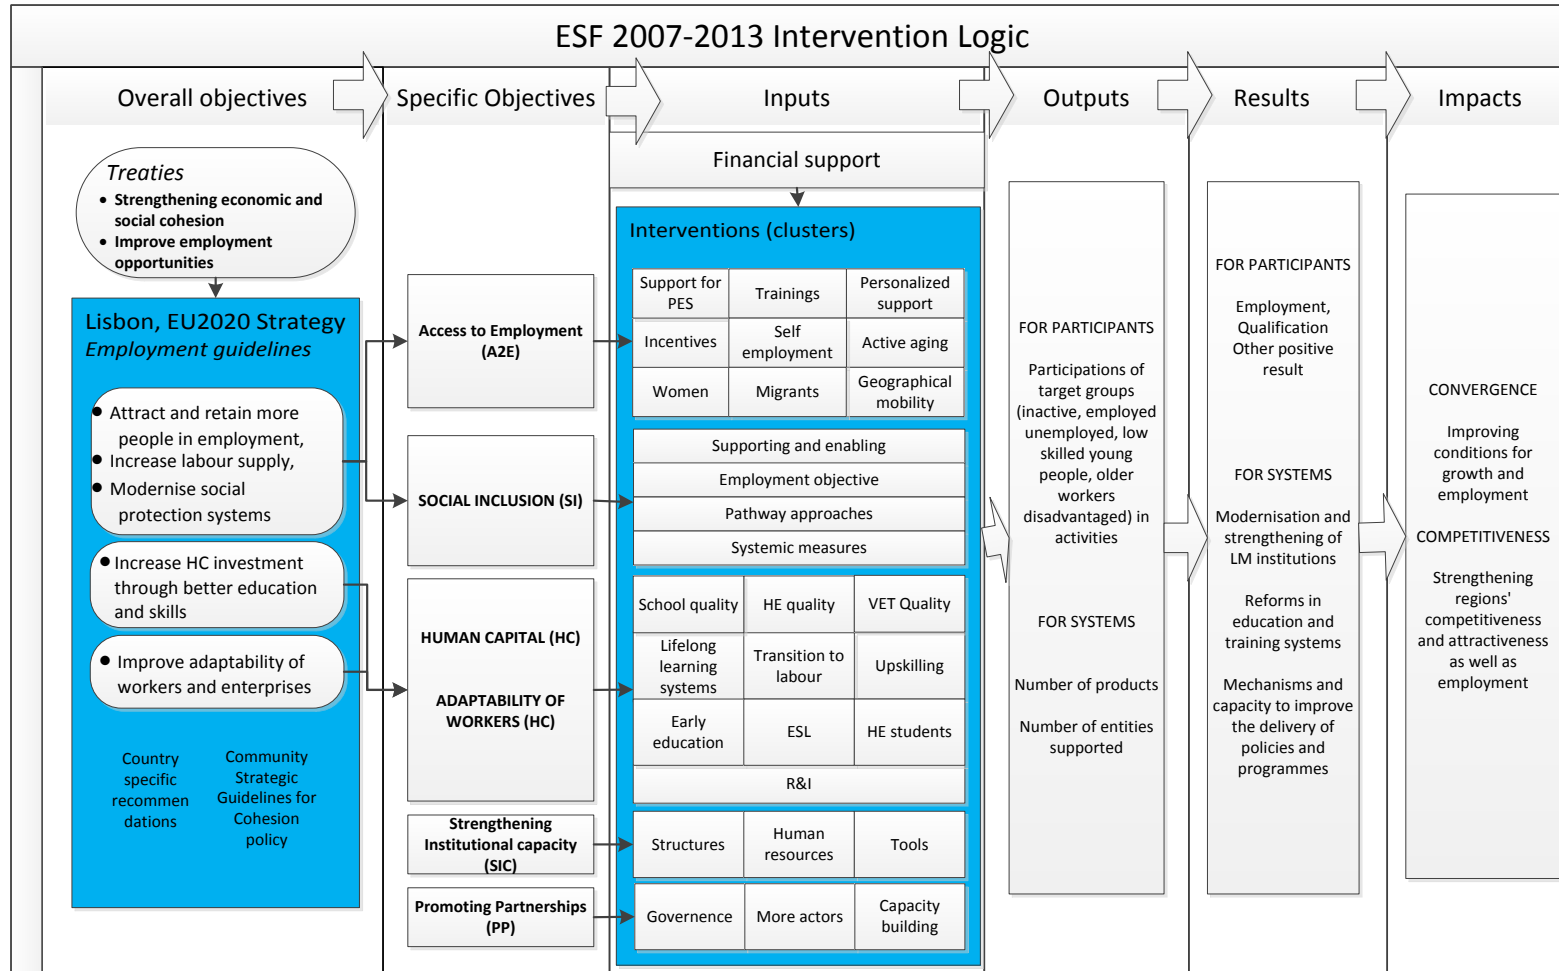 ESF 2007-2013 Intervention Logic
Overall objectives
Specific Objectives
Inputs
Outputs
Results
Impacts
Treaties
• Strengthening economic and
social cohesion
• Improve employment
opportunities
Lisbon, EU2020 Strategy
Employment guidelines
• Attract and retain more
people in employment,
• Increase labour supply,
• Modernise social
protection systems
• Increase HC investment
through better education
and skills
• Improve adaptability of
workers and enterprises
Country
specific
recommen
dations
Community
Strategic
Guidelines for
Cohesion
policy
Access to Employment
(A2E)
SOCIAL INCLUSION (SI)
HUMAN CAPITAL (HC)
ADAPTABILITY OF
WORKERS (HC)
Strengthening
Institutional capacity
(SIC)
Promoting Partnerships
(PP)
Financial support
Interventions (clusters)
Support for
PES
Trainings
Personalized
support
Incentives
Self
employment
Active aging
Women
Migrants
Geographical
mobility
Supporting and enabling
Employment objective
Pathway approaches
Systemic measures
School quality
HE quality
VET Quality
Lifelong
learning
systems
Transition to
labour
Upskilling
Early
education
ESL
HE students
R&I
Structures
Human
resources
Tools
Governence
More actors
Capacity
building
FOR PARTICIPANTS
Participations of
target groups
(inactive, employed
unemployed, low
skilled young
people, older
workers
disadvantaged) in
activities
FOR SYSTEMS
Number of products
Number of entities
supported
FOR PARTICIPANTS
Employment,
Qualification
Other positive
result
FOR SYSTEMS
Modernisation and
strengthening of
LM institutions
Reforms in
education and
training systems
Mechanisms and
capacity to improve
the delivery of
policies and
programmes
CONVERGENCE
Improving
conditions for
growth and
employment
COMPETITIVENESS
Strengthening
regions'
competitiveness
and attractiveness
as well as
employment